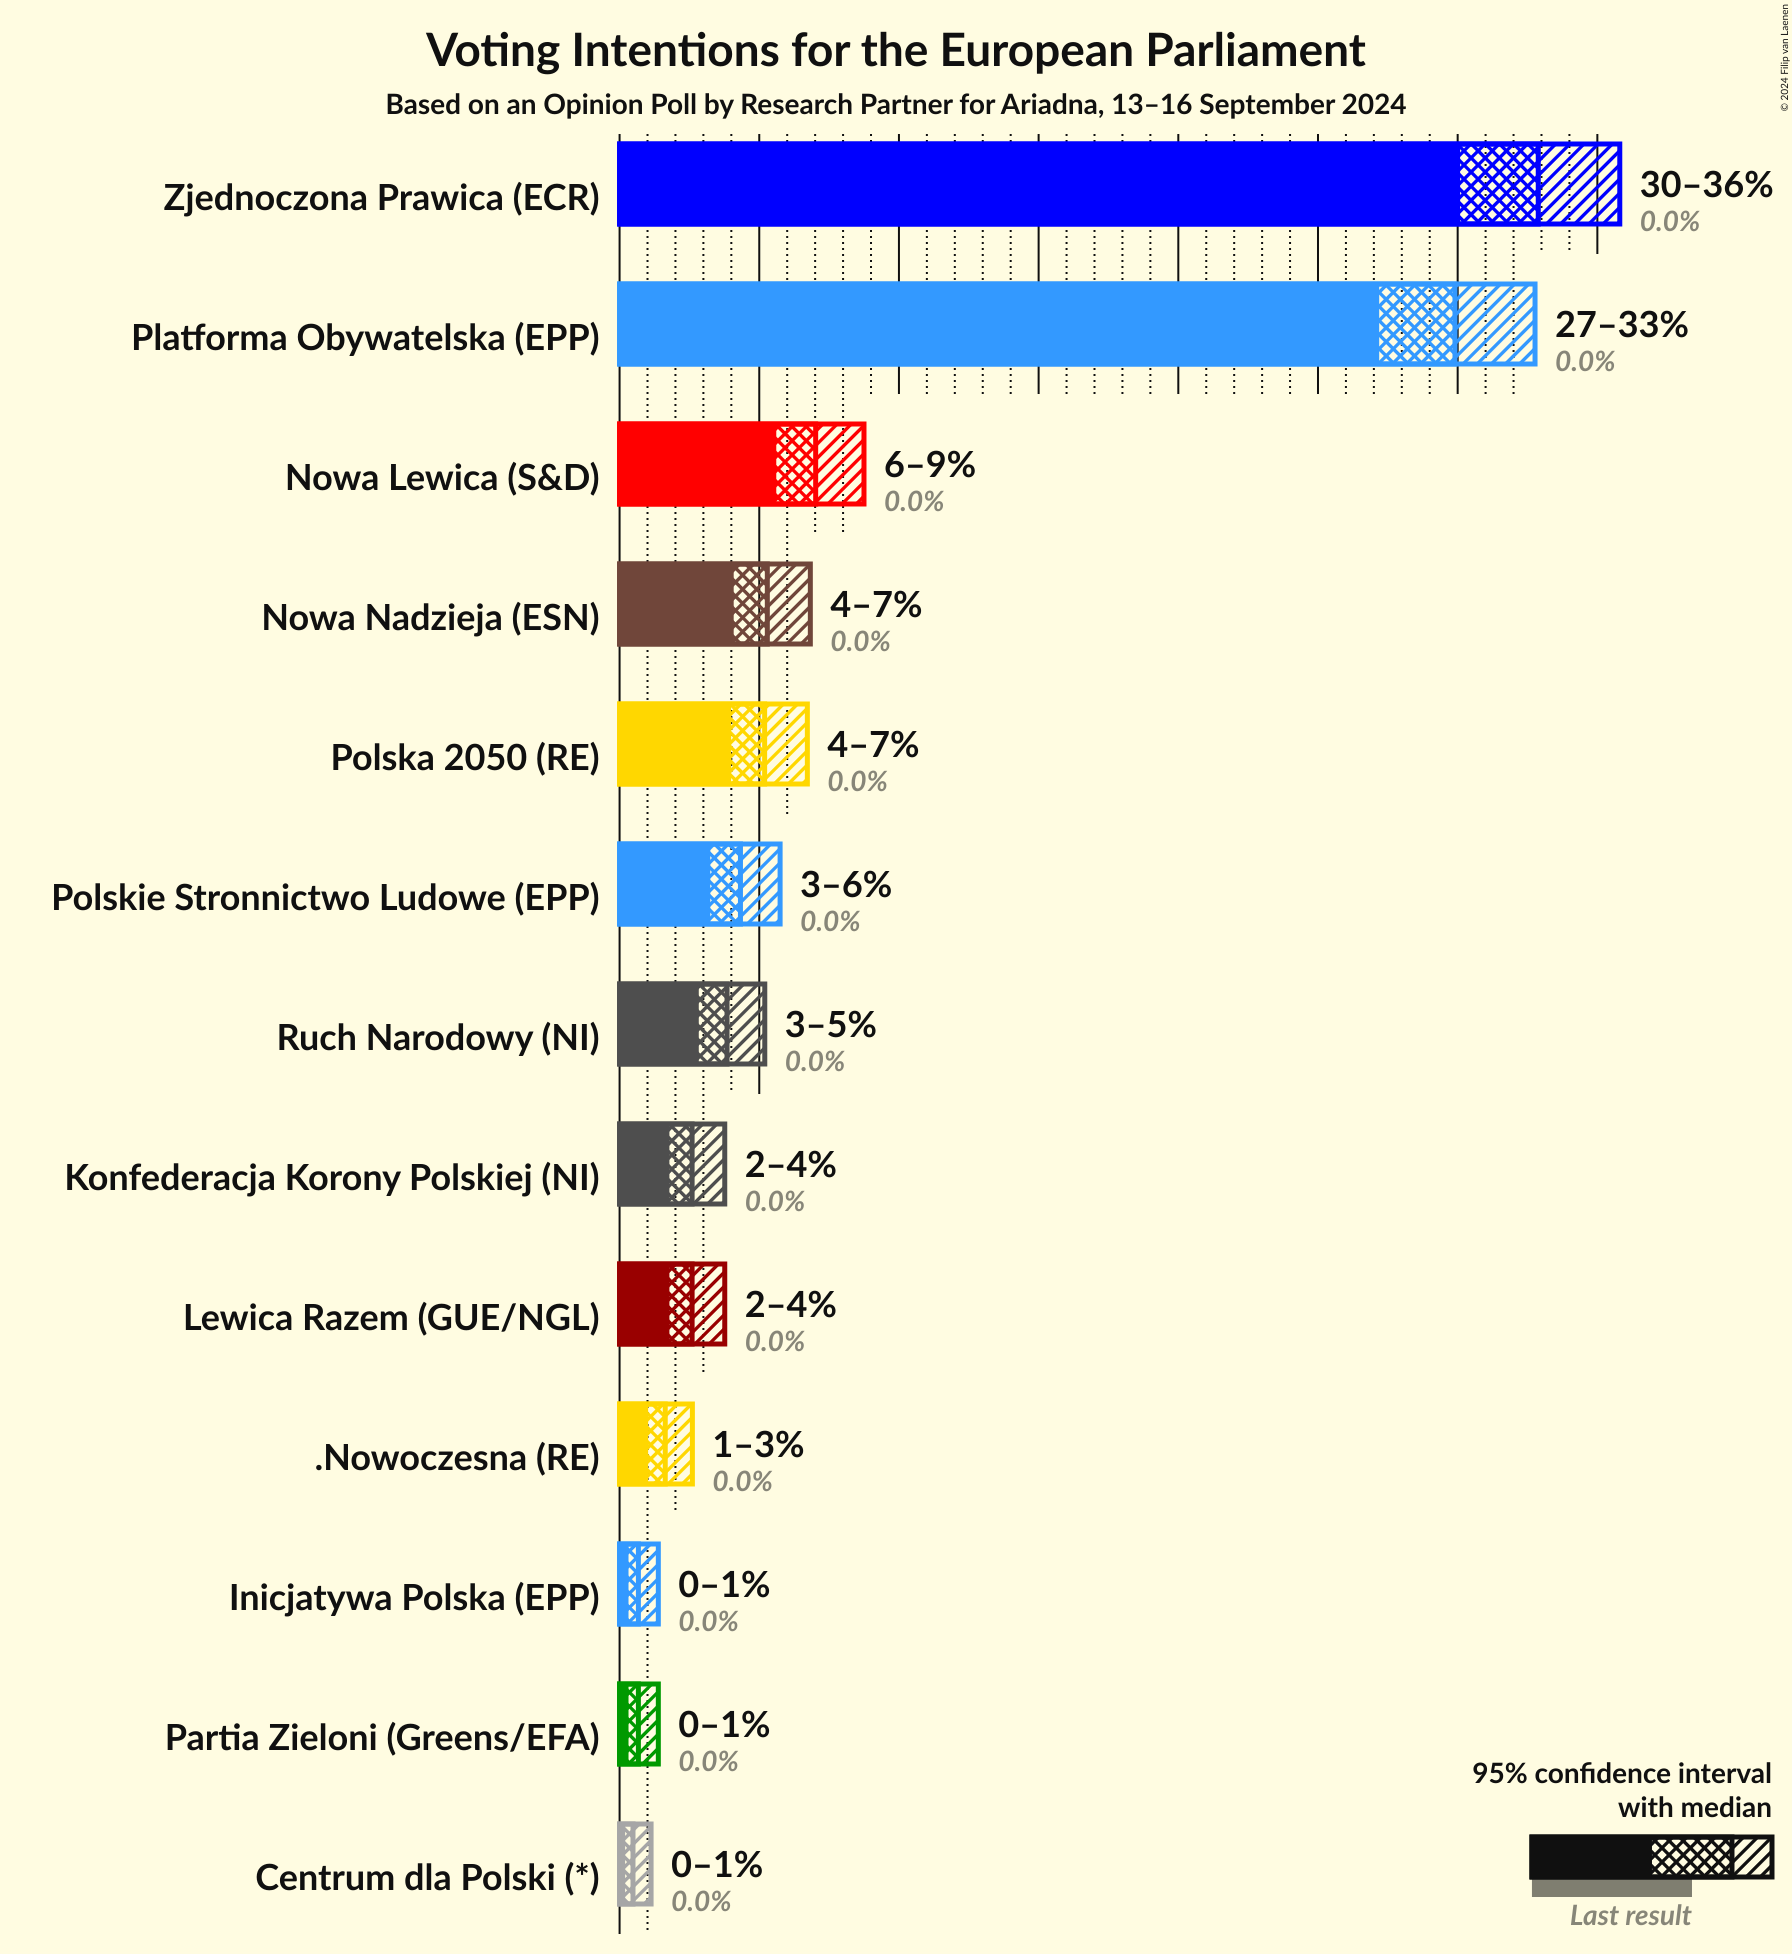 Voting Intentions for the European Parliament
Based on an Opinion Poll by Research Partner for Ariadna, 13–16 September 2024
© 2024 Filip van Laenen
Zjednoczona Prawica (ECR)
30–36%
0.0%
Platforma Obywatelska (EPP)
27–33%
0.0%
Nowa Lewica (S&D)
6–9%
0.0%
Nowa Nadzieja (ESN)
4–7%
0.0%
Polska 2050 (RE)
4–7%
0.0%
Polskie Stronnictwo Ludowe (EPP)
3–6%
0.0%
Ruch Narodowy (NI)
3–5%
0.0%
Konfederacja Korony Polskiej (NI)
2–4%
0.0%
Lewica Razem (GUE/NGL)
2–4%
0.0%
.Nowoczesna (RE)
1–3%
0.0%
Inicjatywa Polska (EPP)
0–1%
0.0%
Partia Zieloni (Greens/EFA)
0–1%
0.0%
Centrum dla Polski (*)
0–1%
0.0%
95% confidence interval
with median
Last result